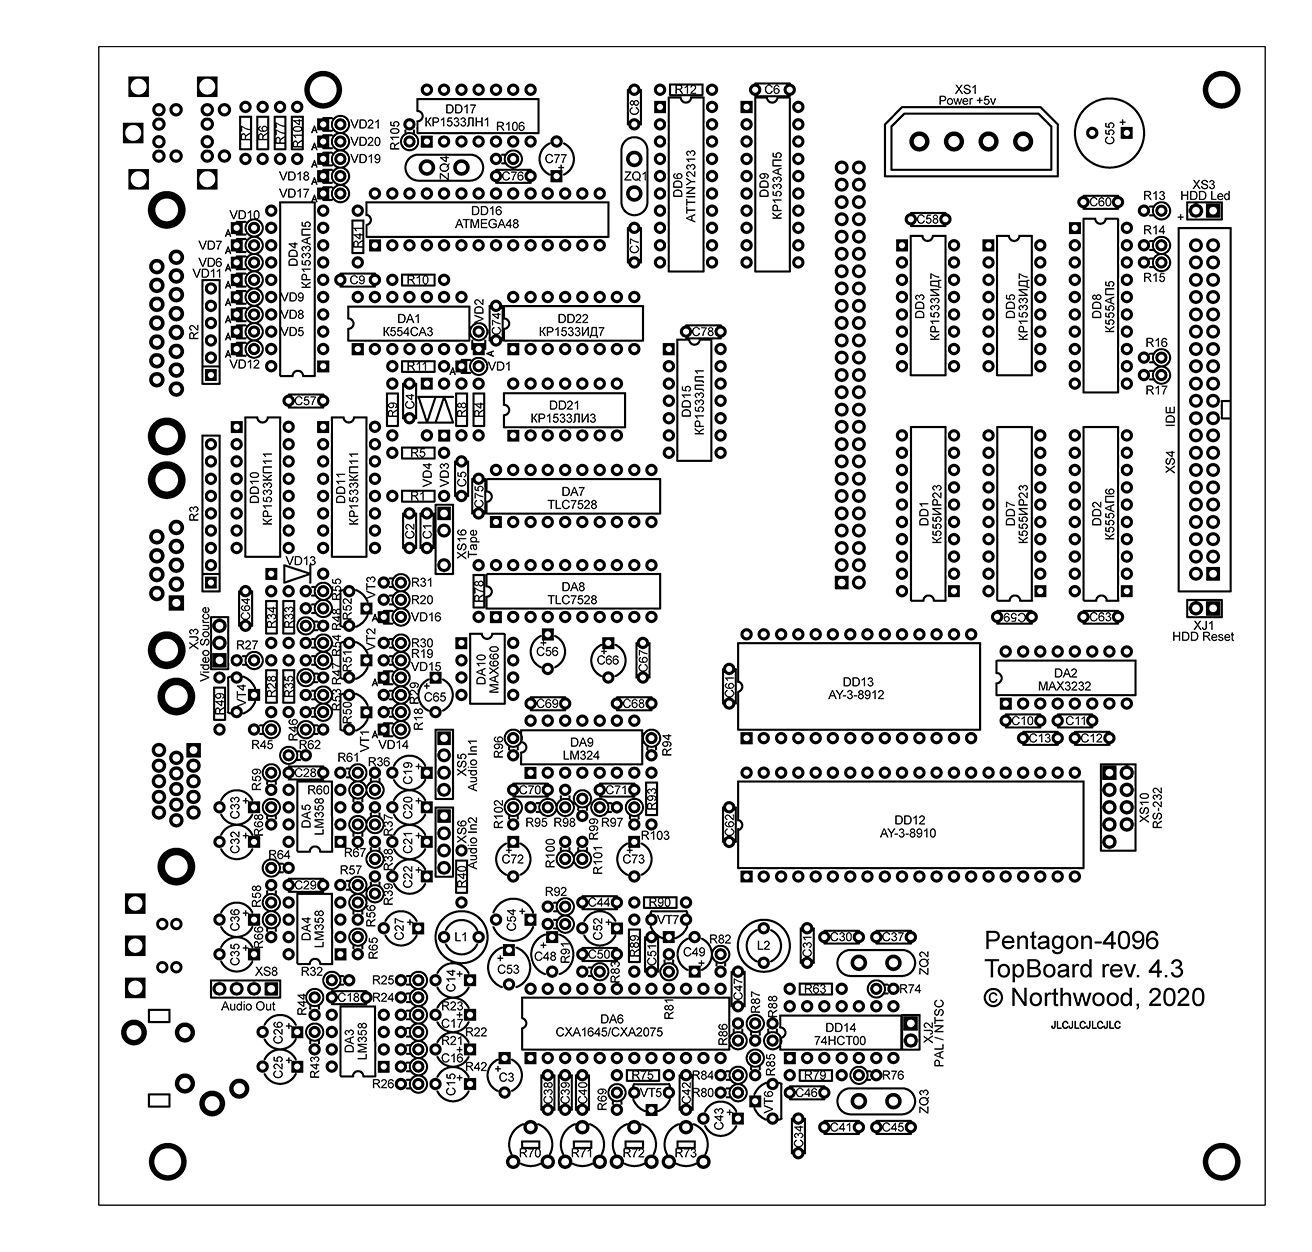 XS1
Power +5v
C55
XS3
HDD Led
+
R13
R14
R15
R16
R17
C60
C58
DD3
КР1533ИД7
DD5
КР1533ИД7
DD8
К555АП5
IDE
XS4
DD1
К555ИР23
DD7
К555ИР23
DD2
К555АП6
C59
C63
XJ1
HDD Reset
R7
R6
R77
R104
VD21
VD20
VD19
VD18
VD17
R105
DD17
КР1533ЛН1
R106
ZQ4
C76
C77
C8
ZQ1
C7
R12
DD6
ATTINY2313
C6
DD9
КР1533АП5
DD16
ATMEGA48
R41
VD10
VD7
VD6
VD11
VD9
VD8
VD5
VD12
R2
DD4
КР1533АП5
C9
R10
DA1
К554СА3
VD2
C74
DD22
КР1533ИД7
C78
DD15
КР1533ЛЛ1
R11
VD1
R9
C4
R8
R4
DD21
КР1533ЛИ3
C57
R3
DD10
КР1533КП11
DD11
КР1533КП11
R5
VD4
VD3
C5
R1
C75
DA7
TLC7528
C2
C1
XS16
Tape
R78
DA8
TLC7528
VD13
R55
R52
VT3
R31
R20
VD16
R48
C64
R34
R33
XJ3
Video Source
R27
R54
R51
VT2
R30
R19
VD15
R47
R49
VT4
R28
R35
R53
R50
VT1
R29
R18
VD14
C65
R46
R45
R62
DA10
MAX660
C56
C66
C67
C61
DD13
AY-3-8912
DA2
MAX3232
C10
C11
C13
C12
C69
C68
R96
DA9
LM324
R94
XS5
Audio In1
R61
R36
C19
R59
C28
R60
C33
C32
R68
DA5
LM358
R67
R37
C20
C21
C22
R38
XS6
Audio In2
R40
C70
C71
R93
R102
R95
R98
R99
R97
R103
R100
R101
C72
C73
C62
DD12
AY-3-8910
XS10
RS-232
R64
R57
C29
R58
R56
R39
C36
C35
R66
DA4
LM358
R65
C27
L1
C54
C53
R92
R91
C48
C44
C52
C50
R83
R90
VT7
R89
C51
C49
R82
C47
R81
L2
C31
C30
C37
ZQ2
Pentagon-4096
TopBoard rev. 4.3
© Northwood, 2020
JLCJLCJLCJLC
XS8
Audio Out
R32
R25
R24
C14
R44
C18
C26
C25
R43
DA3
LM358
R23
C17
R22
R21
C16
R42
R26
C15
C3
DA6
CXA1645/CXA2075
R86
R87
R88
R85
R63
R74
DD14
74HCT00
XJ2
PAL / NTSC
R79
R76
C46
ZQ3
C41
C45
C34
C38
C39
C40
R69
R75
VT5
C42
R84
R80
VT6
C43
R70
R71
R72
R73